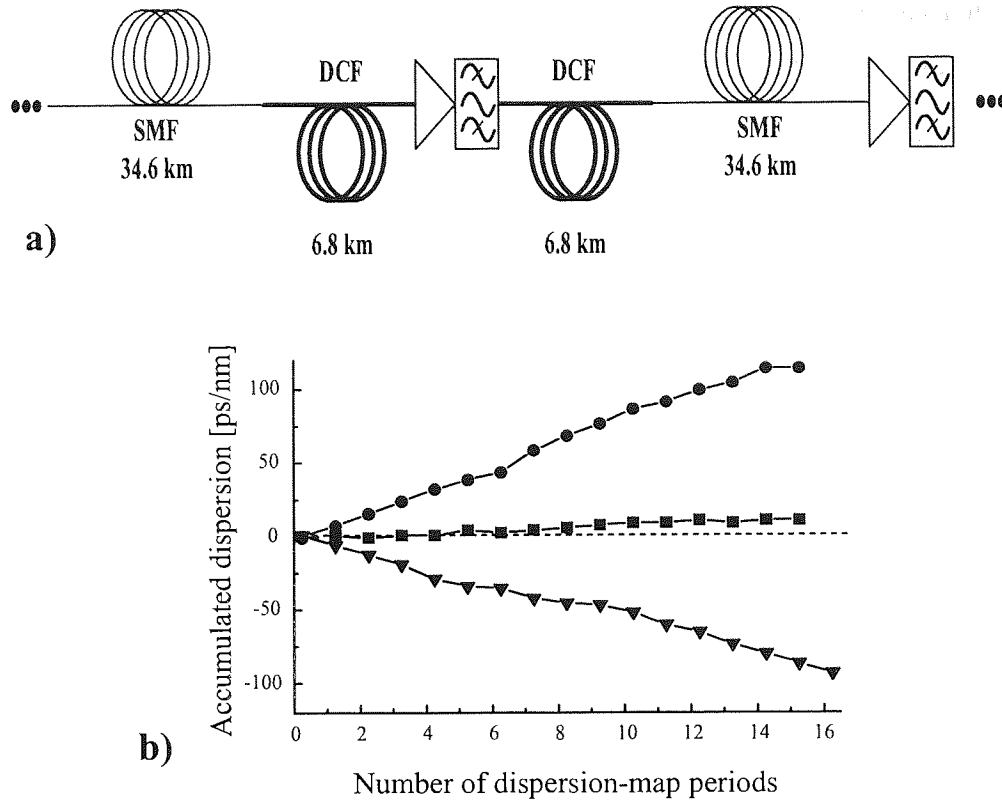 DCF DCF
SMF SMF
34.6 km 34.6 km
a)
6.8 km 6.8 km
Accumulated dispersion [ps/nm]
100
50
0
-50
-100
0 2 4 6 8 10 12 14 16
b)
Number of dispersion-map periods